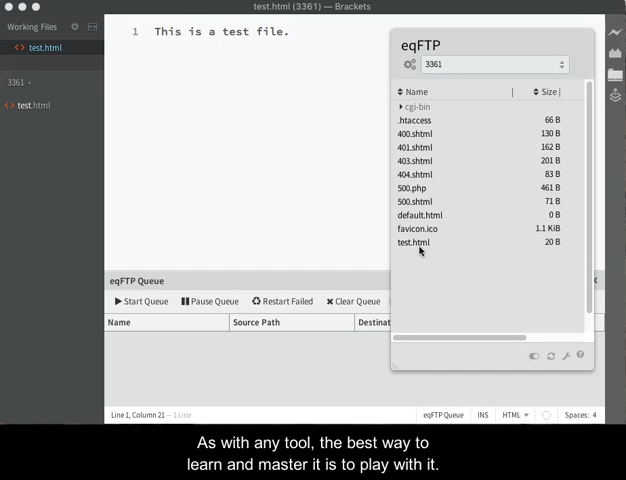 test.html (3361) — Brackets
Working Files
test.html
3361
test.html
1 This is a test file.
eqFTP
3361
Name Size
cgi-bin
.htaccess 66 B
400.shtml 130 B
401.shtml 162 B
403.shtml 201 B
404.shtml 83 B
500.php 461 B
500.shtml 71 B
default.html 0 B
favicon.ico 1.1 KiB
test.html 20 B
eqFTP Queue
Start Queue Pause Queue Restart Failed Clear Queue
Name Source Path Destinat
Line 1, Column 21 — 1 Line eqFTP Queue INS HTML Spaces: 4
As with any tool, the best way to
learn and master it is to play with it.